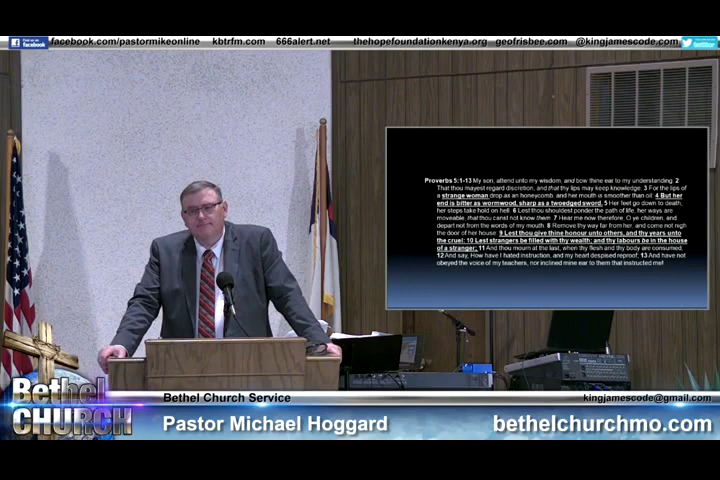 Find us on facebook
facebook.com/pastormikeonline kbtrfm.com 666alert.net thehopefoundationkenya.org geofrisbee.com @kingjamescode.com
twitter
Proverbs 5:1-13 My son, attend unto my wisdom, and bow thine ear to my understanding: 2
That thou mayest regard discretion, and that thy lips may keep knowledge. 3 For the lips of
a strange woman drop as an honeycomb, and her mouth is smoother than oil: 4 But her
end is bitter as wormwood, sharp as a twoedged sword. 5 Her feet go down to death;
her steps take hold on hell. 6 Lest thou shouldest ponder the path of life, her ways are
moveable, that thou canst not know them. 7 Hear me now therefore, O ye children, and
depart not from the words of my mouth. 8 Remove thy way far from her, and come not nigh
the door of her house: 9 Lest thou give thine honour unto others, and thy years unto
the cruel: 10 Lest strangers be filled with thy wealth; and thy labours be in the house
of a stranger; 11 And thou mourn at the last, when thy flesh and thy body are consumed,
12 And say, How have I hated instruction, and my heart despised reproof; 13 And have not
obeyed the voice of my teachers, nor inclined mine ear to them that instructed me!
Bethel
CHURCH
Bethel Church Service
kingjamescode@gmail.com
Pastor Michael Hoggard
bethelchurchmo.com